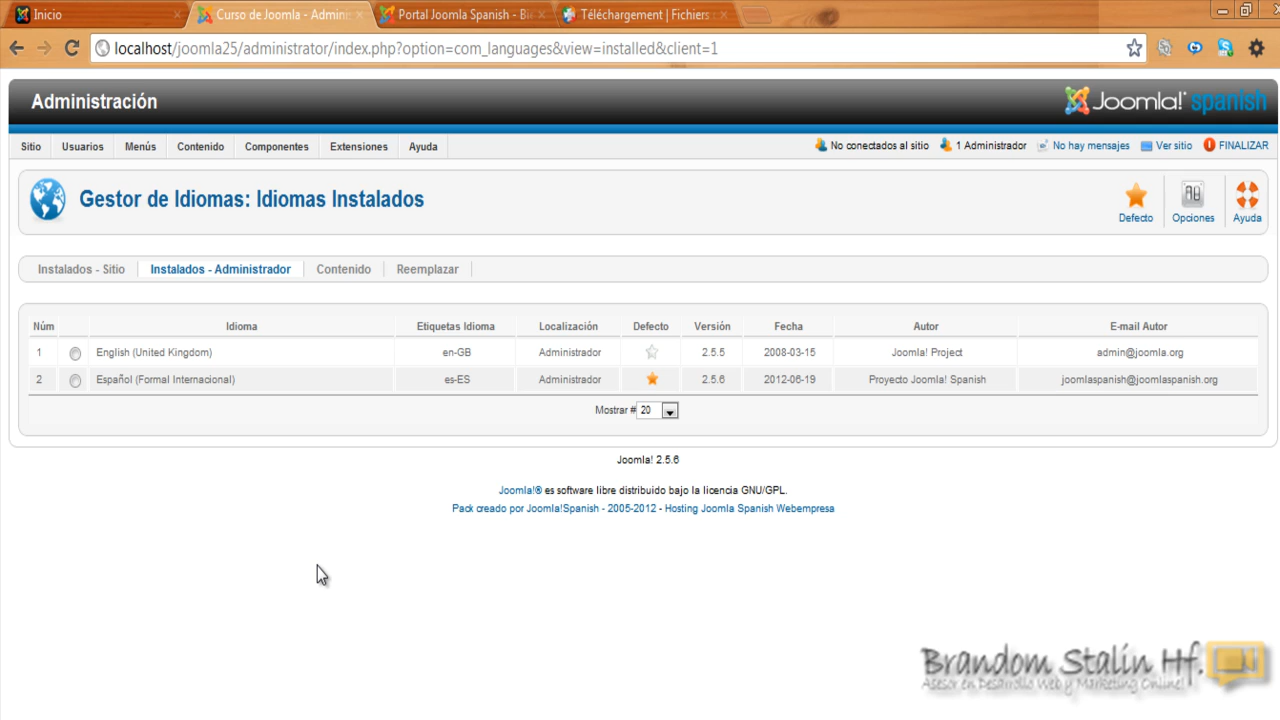 Inicio
Curso de Joomla - Adminis
Portal Joomla Spanish - Bi
Téléchargement | Fichiers
localhost/joomla25/administrator/index.php?option=com_languages&view=installed&client=1
Administración
Joomla! spanish
Sitio Usuarios Menús Contenido Componentes Extensiones Ayuda
No conectados al sitio 1 Administrador No hay mensajes Ver sitio FINALIZAR
Gestor de Idiomas: Idiomas Instalados
Defecto Opciones Ayuda
Instalados - Sitio Instalados - Administrador Contenido Reemplazar
Núm Idioma Etiquetas Idioma Localización Defecto Versión Fecha Autor E-mail Autor
1 English (United Kingdom) en-GB Administrador 2.5.5 2008-03-15 Joomla! Project admin@joomla.org
2 Español (Formal Internacional) es-ES Administrador 2.5.6 2012-06-19 Proyecto Joomla! Spanish joomlaspanish@joomlaspanish.org
Mostrar # 20
Joomla! 2.5.6
Joomla!® es software libre distribuido bajo la licencia GNU/GPL.
Pack creado por Joomla!Spanish - 2005-2012 - Hosting Joomla Spanish Webempresa
Brandom Stalin Hf.
Asesor en Desarrollo Web y Marketing Online!